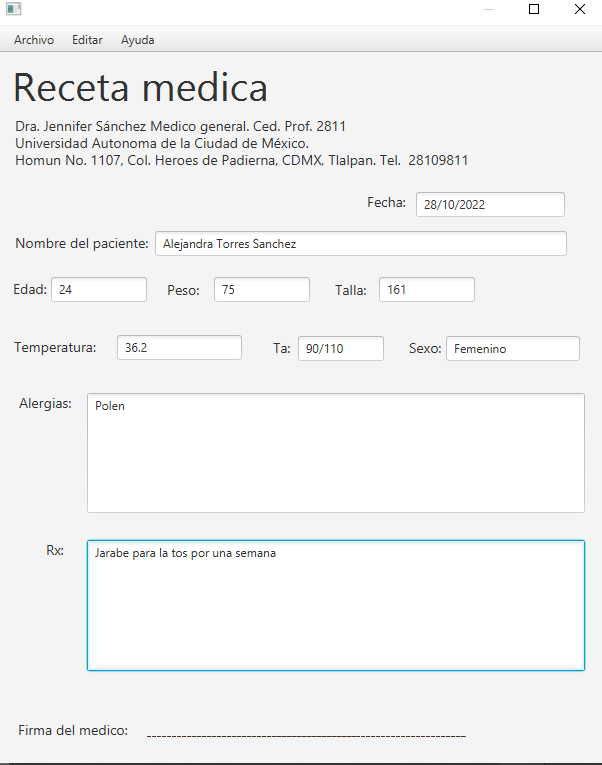 Archivo Editar Ayuda
Receta medica
Dra. Jennifer Sánchez Medico general. Ced. Prof. 2811
Universidad Autonoma de la Ciudad de México.
Homun No. 1107, Col. Heroes de Padierna, CDMX, Tlalpan. Tel. 28109811
Fecha: 28/10/2022
Nombre del paciente: Alejandra Torres Sanchez
Edad: 24 Peso: 75 Talla: 161
Temperatura: 36.2 Ta: 90/110 Sexo: Femenino
Alergias: Polen
Rx: Jarabe para la tos por una semana
Firma del medico: ________________________________________________________________